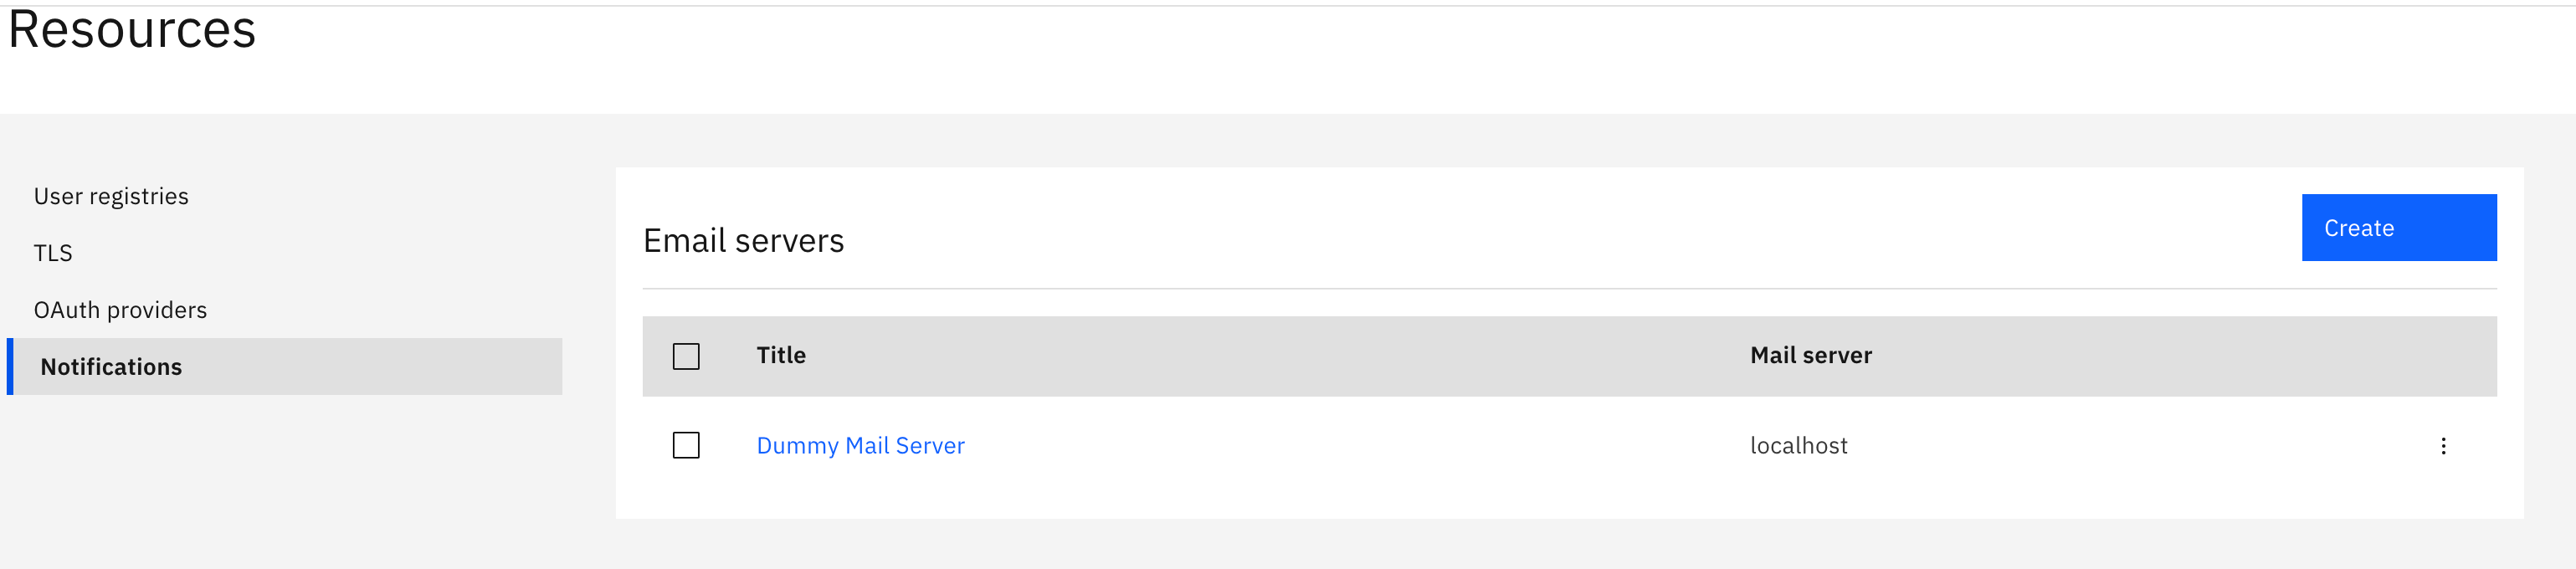 Resources
User registries
TLS
OAuth providers
Notifications
Email servers
Create
Title Mail server
Dummy Mail Server localhost